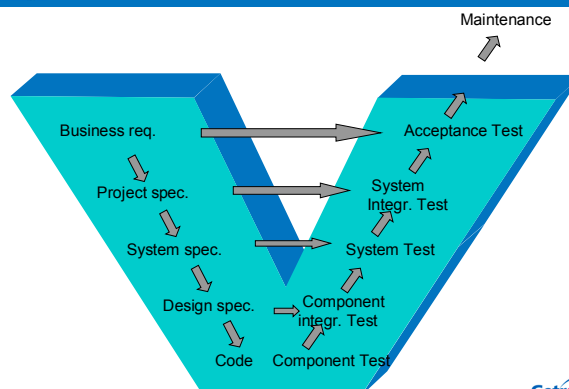 Maintenance
Business req.
Acceptance Test
Project spec.
System
Integr. Test
System spec.
System Test
Design spec.
Component
integr. Test
Code
Component Test